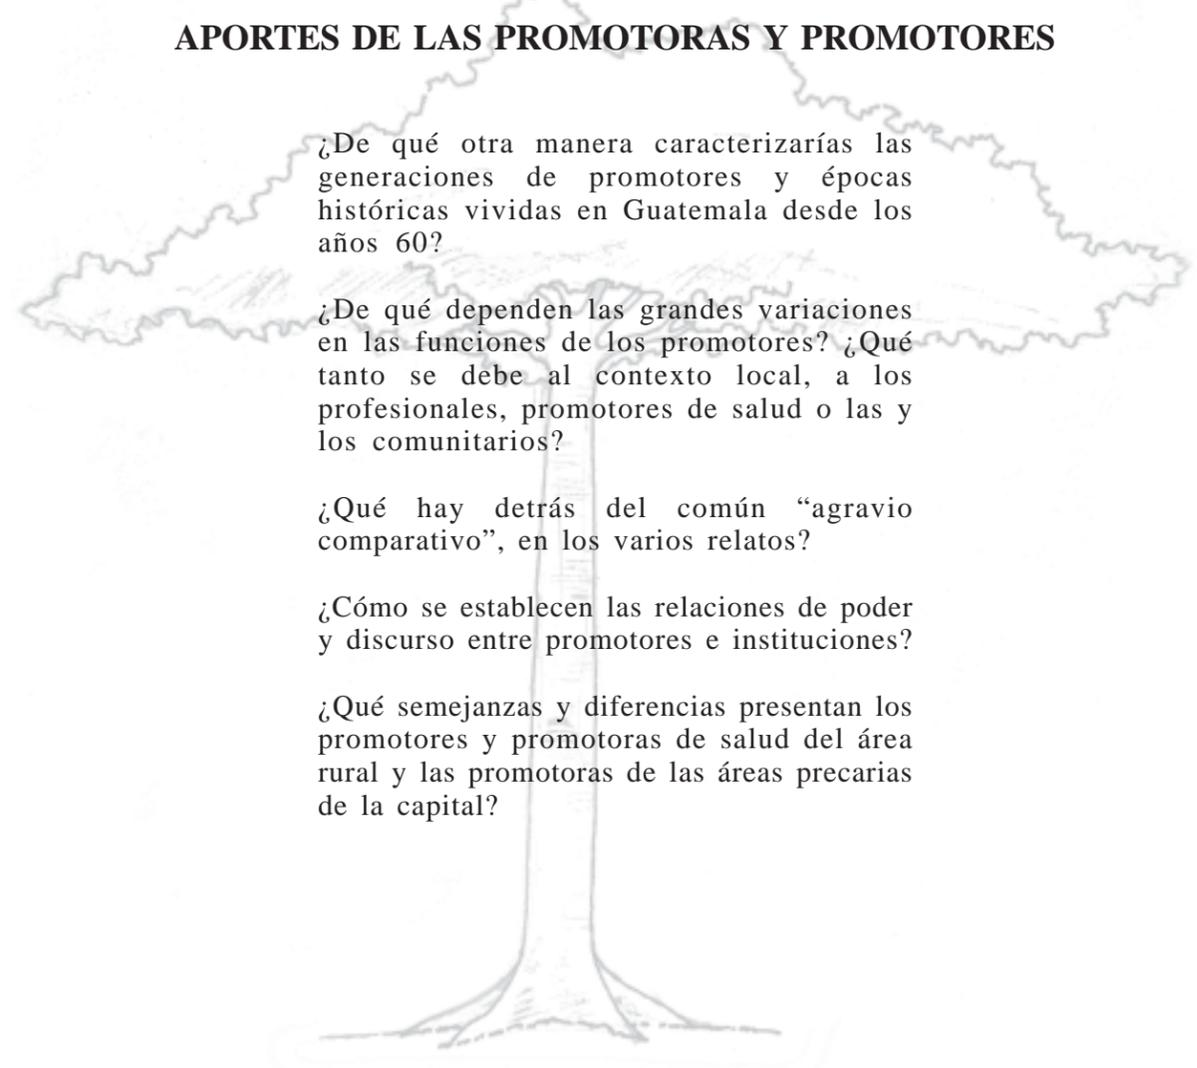 APORTES DE LAS PROMOTORAS Y PROMOTORES
¿De qué otra manera caracterizarías las
generaciones de promotores y épocas
históricas vividas en Guatemala desde los
años 60?
¿De qué dependen las grandes variaciones
en las funciones de los promotores? ¿Qué
tanto se debe al contexto local, a los
profesionales, promotores de salud o las y
los comunitarios?
¿Qué hay detrás del común “agravio
comparativo”, en los varios relatos?
¿Cómo se establecen las relaciones de poder
y discurso entre promotores e instituciones?
¿Qué semejanzas y diferencias presentan los
promotores y promotoras de salud del área
rural y las promotoras de las áreas precarias
de la capital?